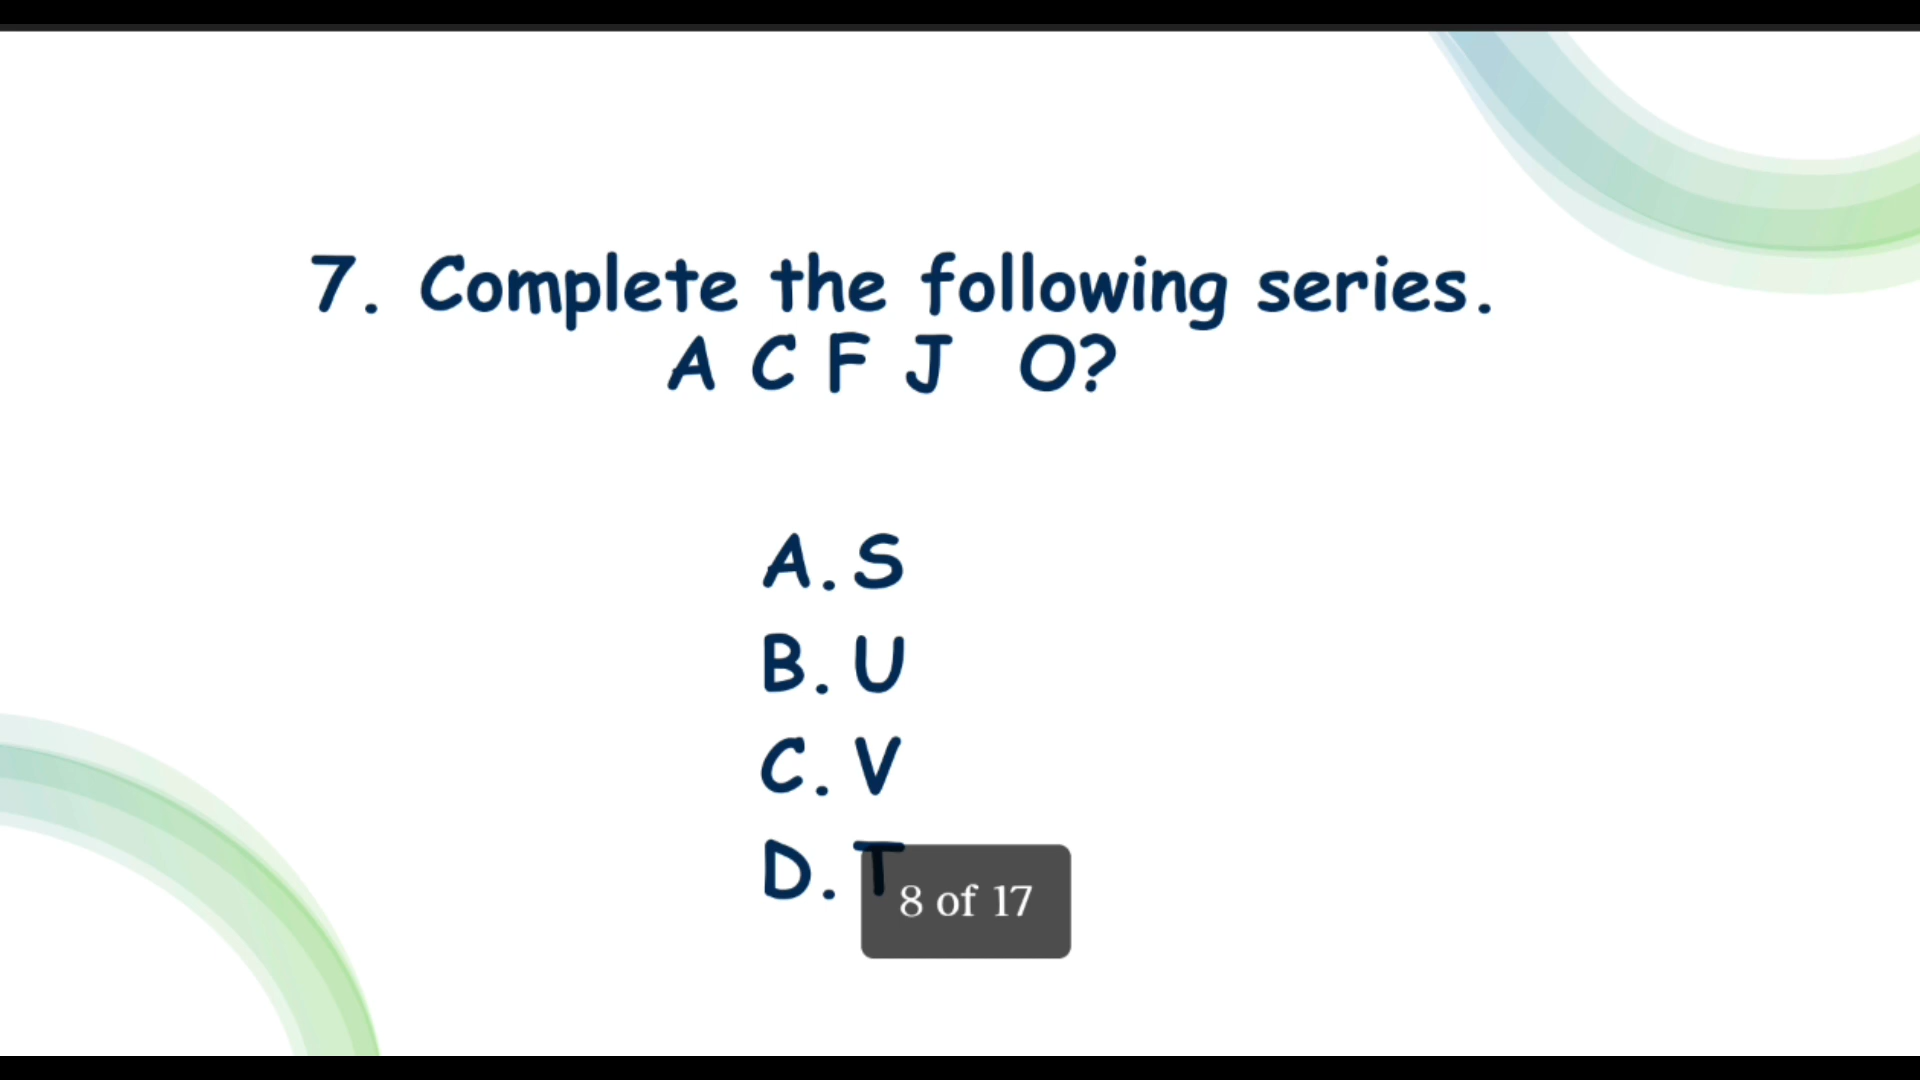 7. Complete the following series.
A C F J O?
A. S
B. U
C. V
D. T
8 of 17